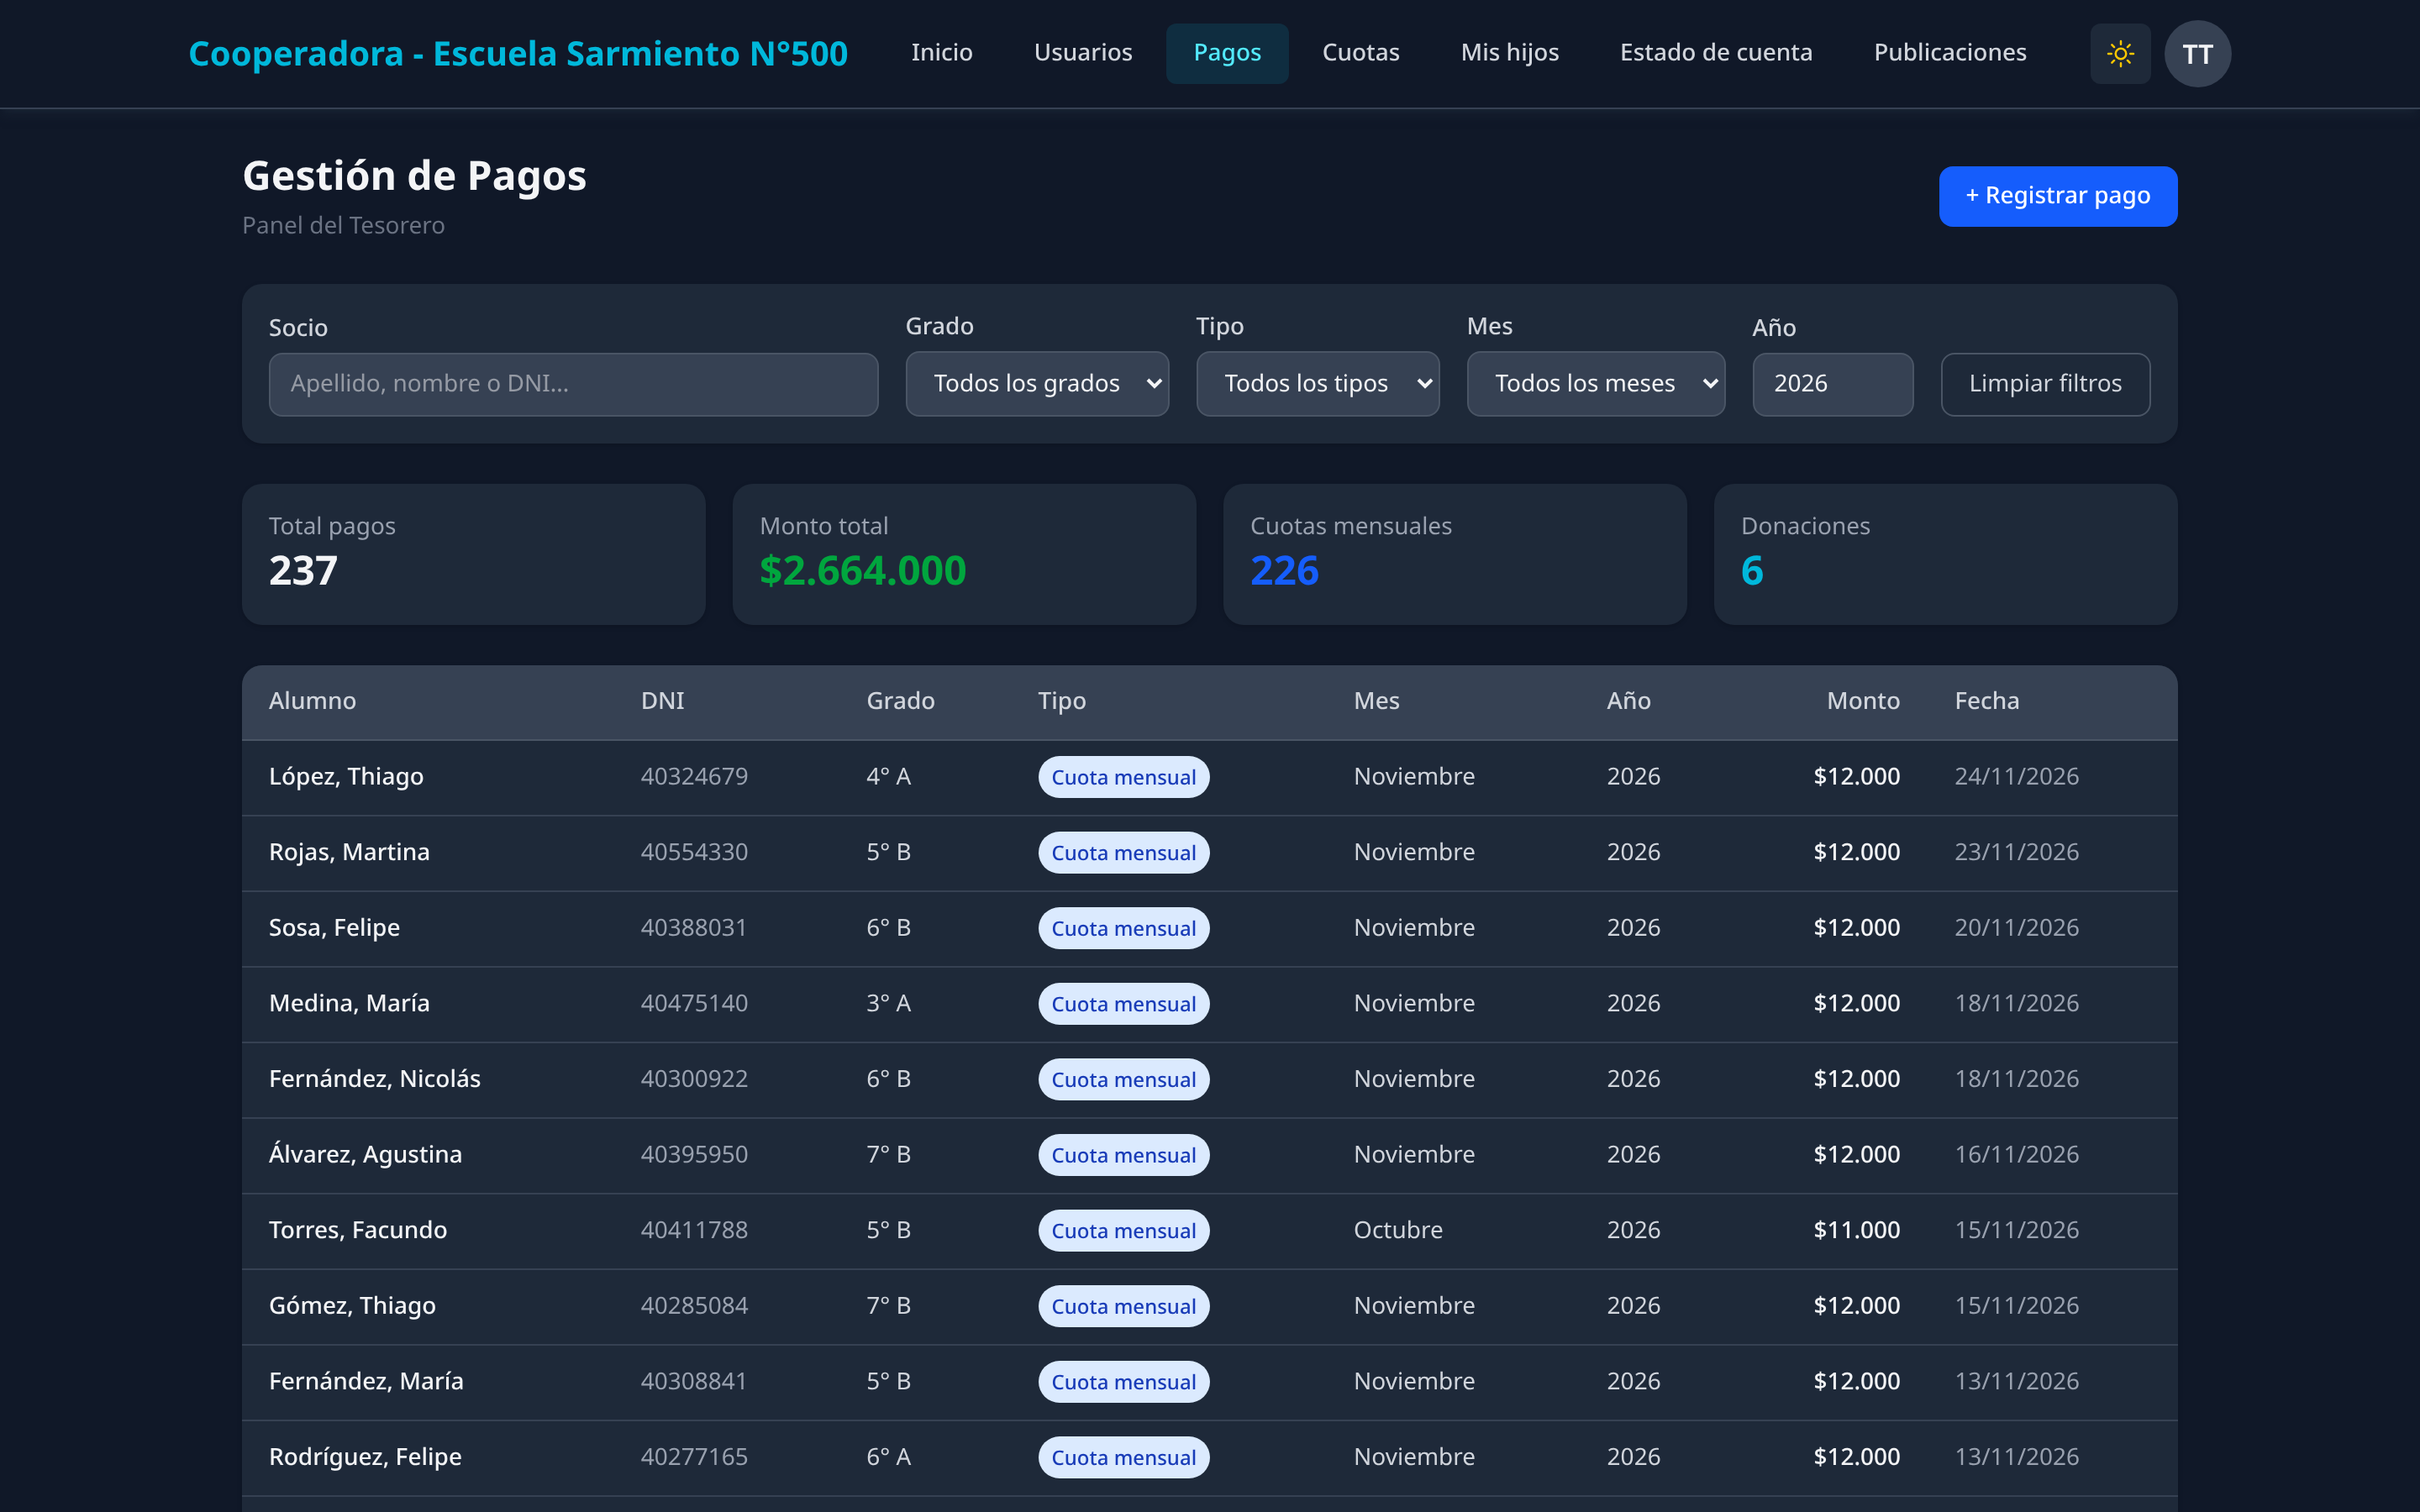 Cooperadora - Escuela Sarmiento N°500 Inicio Usuarios Pagos Cuotas Mis hijos Estado de cuenta Publicaciones TT
Gestión de Pagos
Panel del Tesorero
+ Registrar pago
Socio Grado Tipo Mes Año
Apellido, nombre o DNI... Todos los grados Todos los tipos Todos los meses 2026 Limpiar filtros
Total pagos Monto total Cuotas mensuales Donaciones
237 $2.664.000 226 6
Alumno DNI Grado Tipo Mes Año Monto Fecha
López, Thiago 40324679 4° A Cuota mensual Noviembre 2026 $12.000 24/11/2026
Rojas, Martina 40554330 5° B Cuota mensual Noviembre 2026 $12.000 23/11/2026
Sosa, Felipe 40388031 6° B Cuota mensual Noviembre 2026 $12.000 20/11/2026
Medina, María 40475140 3° A Cuota mensual Noviembre 2026 $12.000 18/11/2026
Fernández, Nicolás 40300922 6° B Cuota mensual Noviembre 2026 $12.000 18/11/2026
Álvarez, Agustina 40395950 7° B Cuota mensual Noviembre 2026 $12.000 16/11/2026
Torres, Facundo 40411788 5° B Cuota mensual Octubre 2026 $11.000 15/11/2026
Gómez, Thiago 40285084 7° B Cuota mensual Noviembre 2026 $12.000 15/11/2026
Fernández, María 40308841 5° B Cuota mensual Noviembre 2026 $12.000 13/11/2026
Rodríguez, Felipe 40277165 6° A Cuota mensual Noviembre 2026 $12.000 13/11/2026